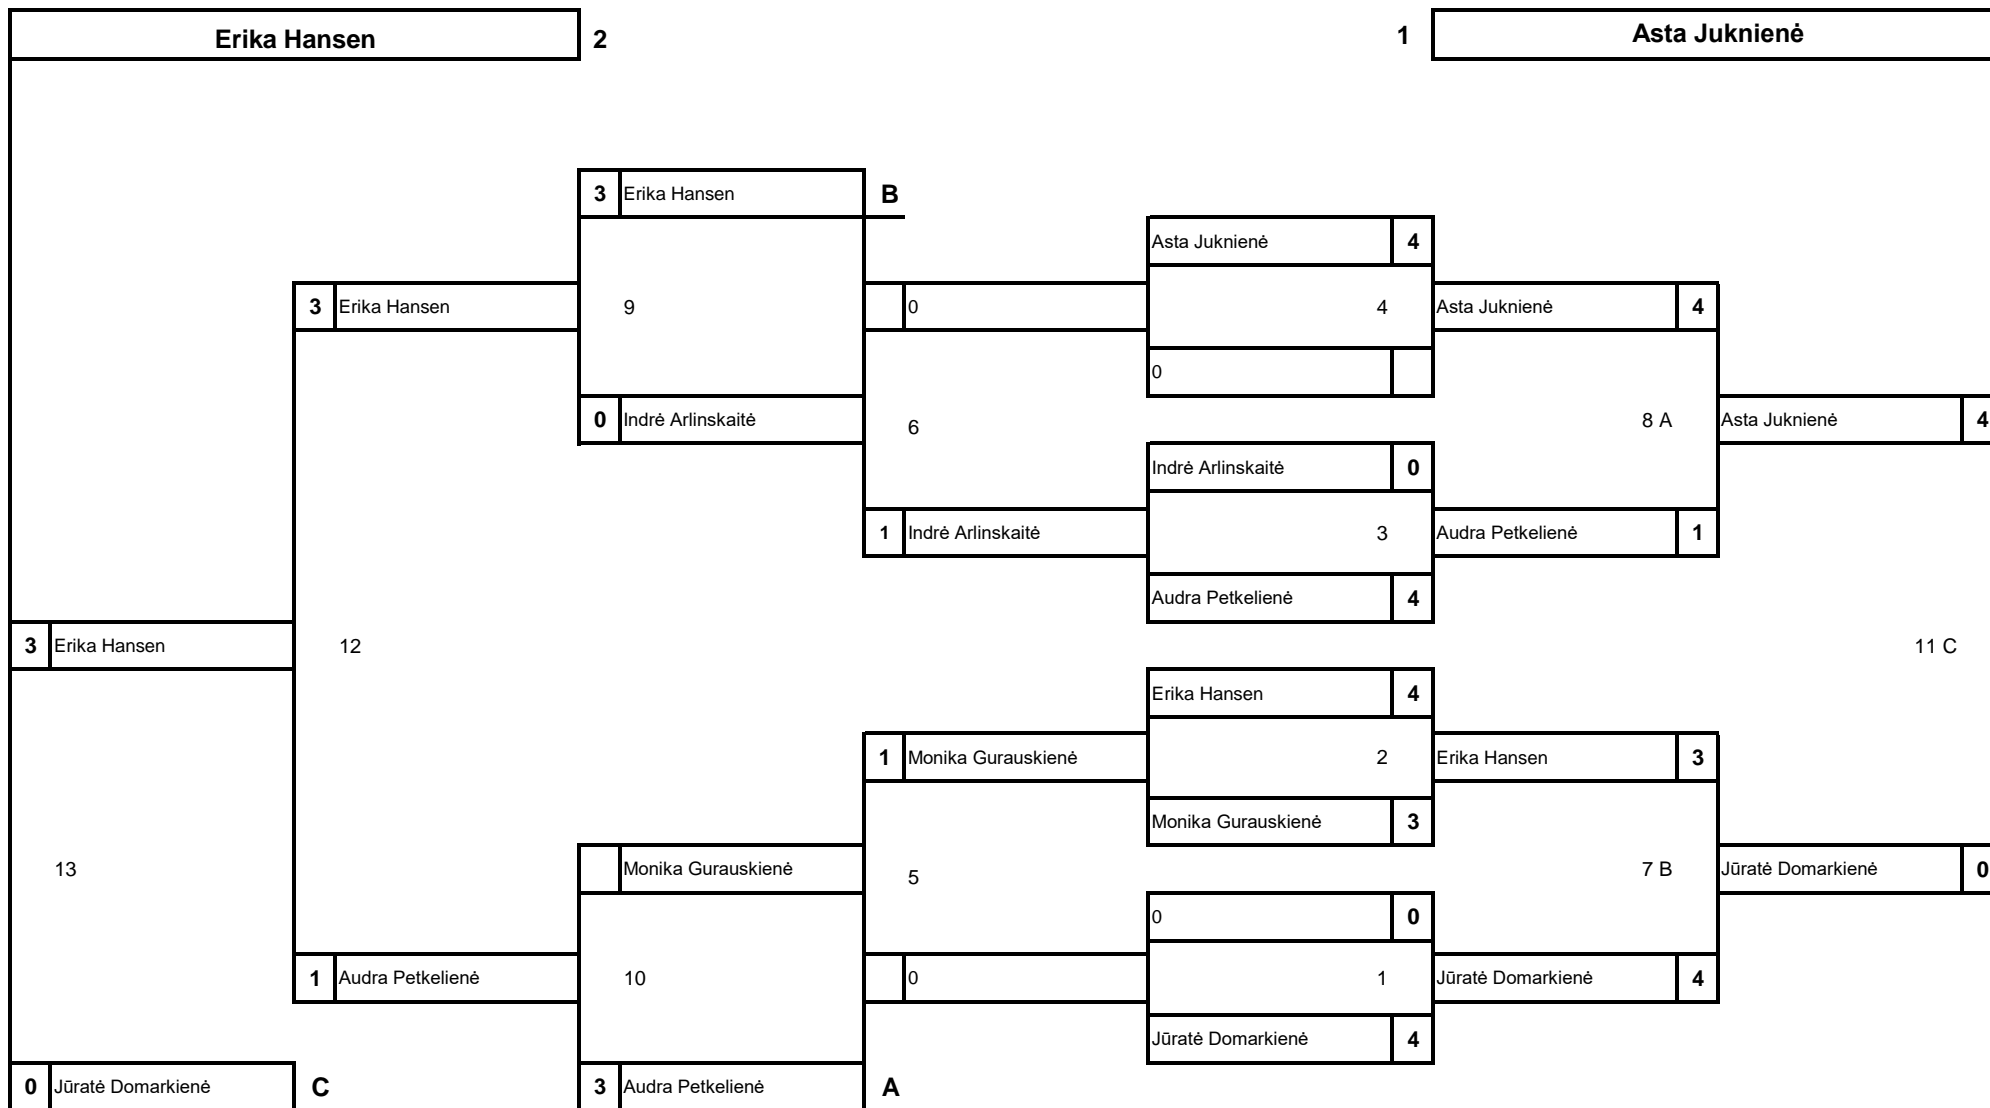 Erika Hansen 2 1 Asta Juknienė
3 Erika Hansen B
Asta Juknienė 4
3 Erika Hansen 9 0 4 Asta Juknienė 4
0
0 Indrė Arlinskaitė 6 8 A Asta Juknienė 4
Indrė Arlinskaitė 0
1 Indrė Arlinskaitė 3 Audra Petkelienė 1
Audra Petkelienė 4
3 Erika Hansen 12 11 C
Erika Hansen 4
1 Monika Gurauskienė 2 Erika Hansen 3
Monika Gurauskienė 3
13 Monika Gurauskienė 5 7 B Jūratė Domarkienė 0
0 0
1 Audra Petkelienė 10 0 1 Jūratė Domarkienė 4
Jūratė Domarkienė 4
0 Jūratė Domarkienė C 3 Audra Petkelienė A